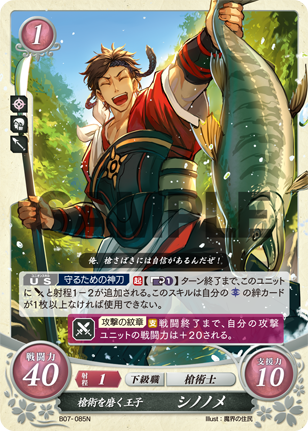 1
1
SAMPLE
俺、槍さばきには自信があるんだぜ!
US 守るための神刀 起 [1] ターン終了まで、このユニット
に と射程1-2が追加される。このスキルは自分の の絆カード
が1枚以上なければ使用できない。
攻撃の紋章 支 戦闘終了まで、自分の攻撃
ユニットの戦闘力は+20される。
戦闘力
40
射程 1 下級職 槍術士
支援力
10
槍術を磨く王子 シノノメ
B07-085N
Illust:魔界の住民